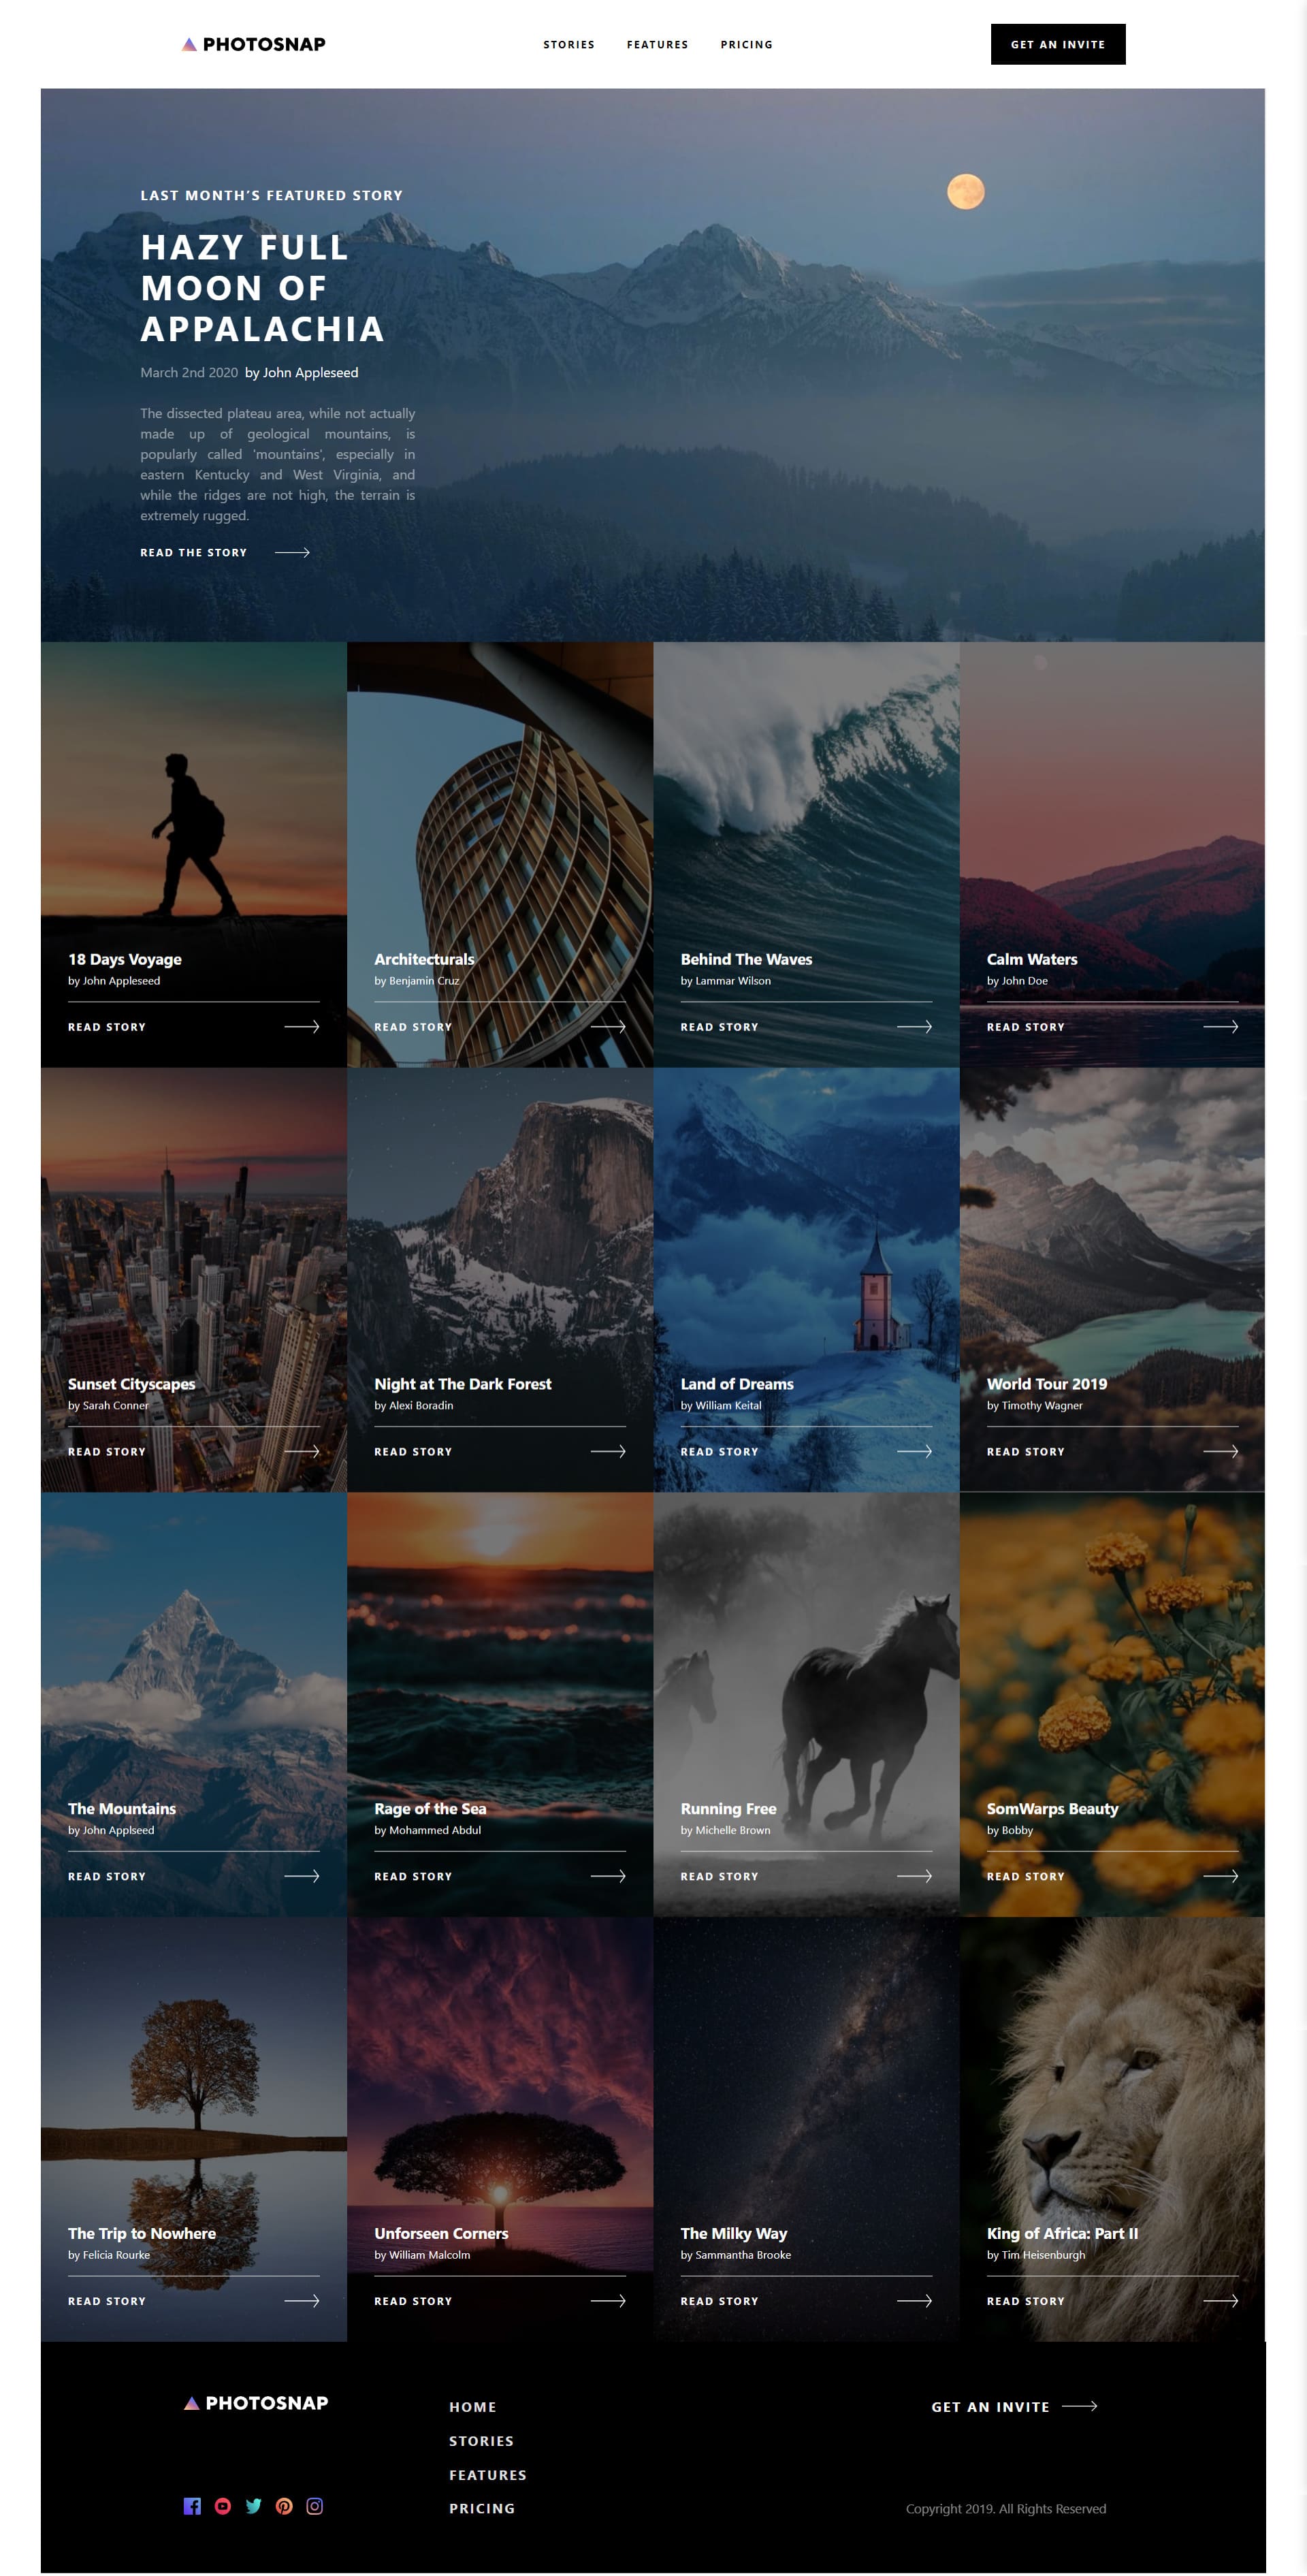 PHOTOSNAP
STORIES FEATURES PRICING
GET AN INVITE
LAST MONTH'S FEATURED STORY
HAZY FULL
MOON OF
APPALACHIA
March 2nd 2020 by John Appleseed
The dissected plateau area, while not actually
made up of geological mountains, is
popularly called 'mountains', especially in
eastern Kentucky and West Virginia, and
while the ridges are not high, the terrain is
extremely rugged.
READ THE STORY
18 Days Voyage
by John Appleseed
READ STORY
Architecturals
by Benjamin Cruz
READ STORY
Behind The Waves
by Lammar Wilson
READ STORY
Calm Waters
by John Doe
READ STORY
Sunset Cityscapes
by Sarah Conner
READ STORY
Night at The Dark Forest
by Alexi Boradin
READ STORY
Land of Dreams
by William Keital
READ STORY
World Tour 2019
by Timothy Wagner
READ STORY
The Mountains
by John Applseed
READ STORY
Rage of the Sea
by Mohammed Abdul
READ STORY
Running Free
by Michelle Brown
READ STORY
SomWarps Beauty
by Bobby
READ STORY
The Trip to Nowhere
by Felicia Rourke
READ STORY
Unforseen Corners
by William Malcolm
READ STORY
The Milky Way
by Sammantha Brooke
READ STORY
King of Africa: Part II
by Tim Heisenburgh
READ STORY
PHOTOSNAP
HOME
STORIES
FEATURES
PRICING
GET AN INVITE
Copyright 2019. All Rights Reserved